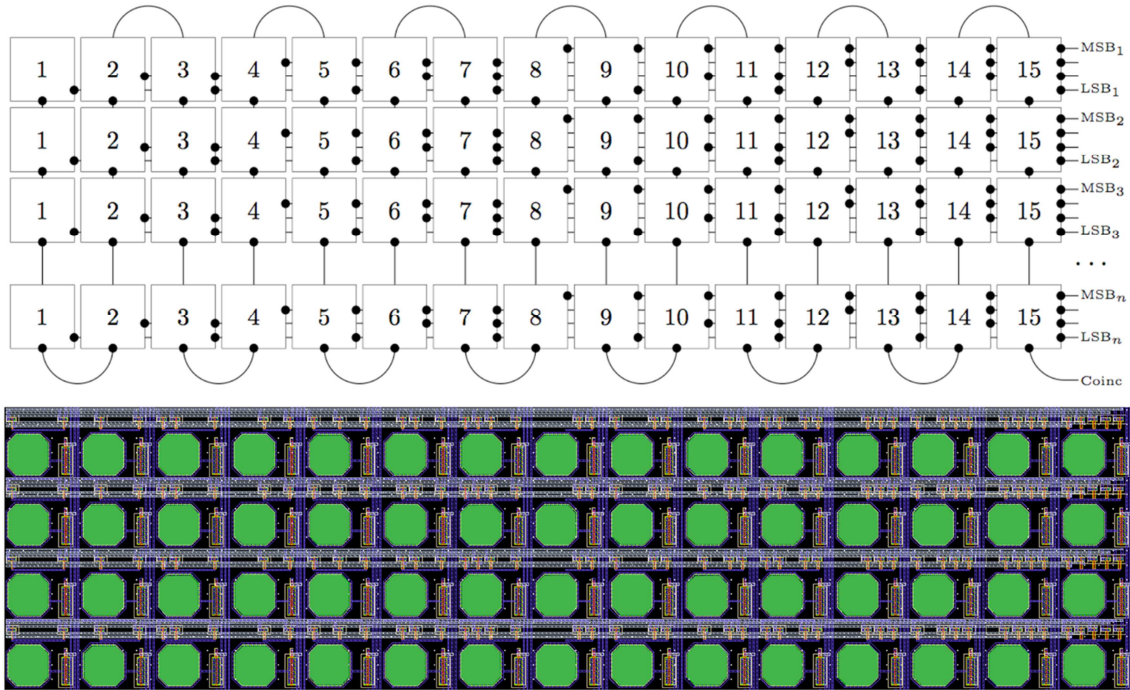 1 2 3 4 5 6 7 8 9 10 11 12 13 14 15 MSB₁
LSB₁
1 2 3 4 5 6 7 8 9 10 11 12 13 14 15 MSB₂
LSB₂
1 2 3 4 5 6 7 8 9 10 11 12 13 14 15 MSB₃
LSB₃
...
1 2 3 4 5 6 7 8 9 10 11 12 13 14 15 MSBₙ
LSBₙ
Coinc